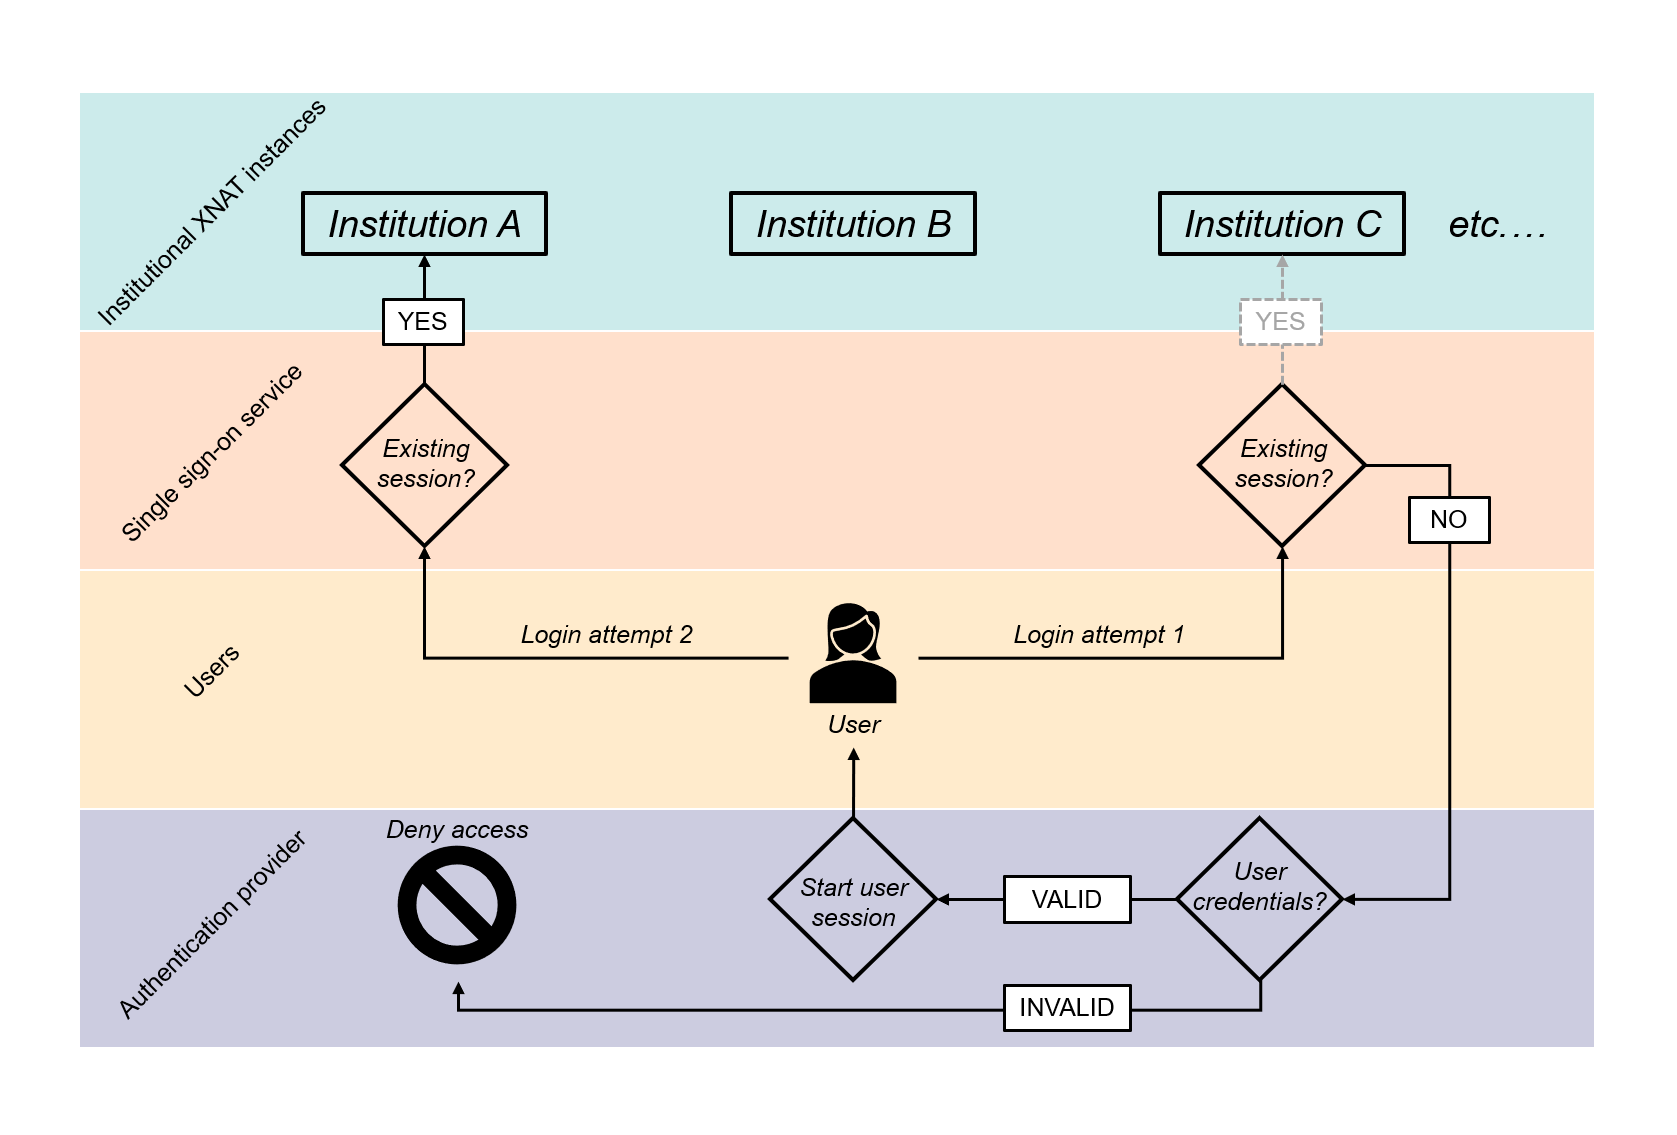 Institutional XNAT instances
Institution A
Institution B
Institution C
etc....
YES
YES
Single sign-on service
Existing
session?
Existing
session?
NO
Users
Login attempt 2
Login attempt 1
User
Authentication provider
Deny access
Start user
session
VALID
User
credentials?
INVALID